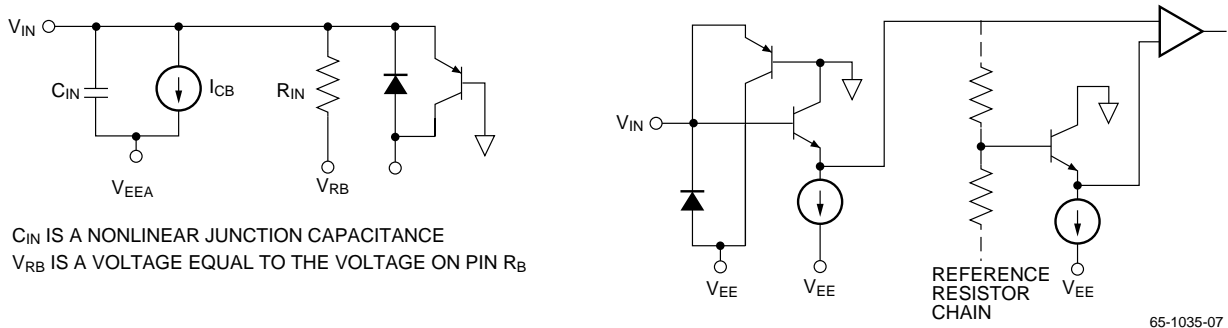 VIN
CIN
ICB
RIN
VEEA
VRB
CIN IS A NONLINEAR JUNCTION CAPACITANCE
VRB IS A VOLTAGE EQUAL TO THE VOLTAGE ON PIN RB
VIN
VEE
VEE
REFERENCE
RESISTOR
CHAIN
VEE
65-1035-07